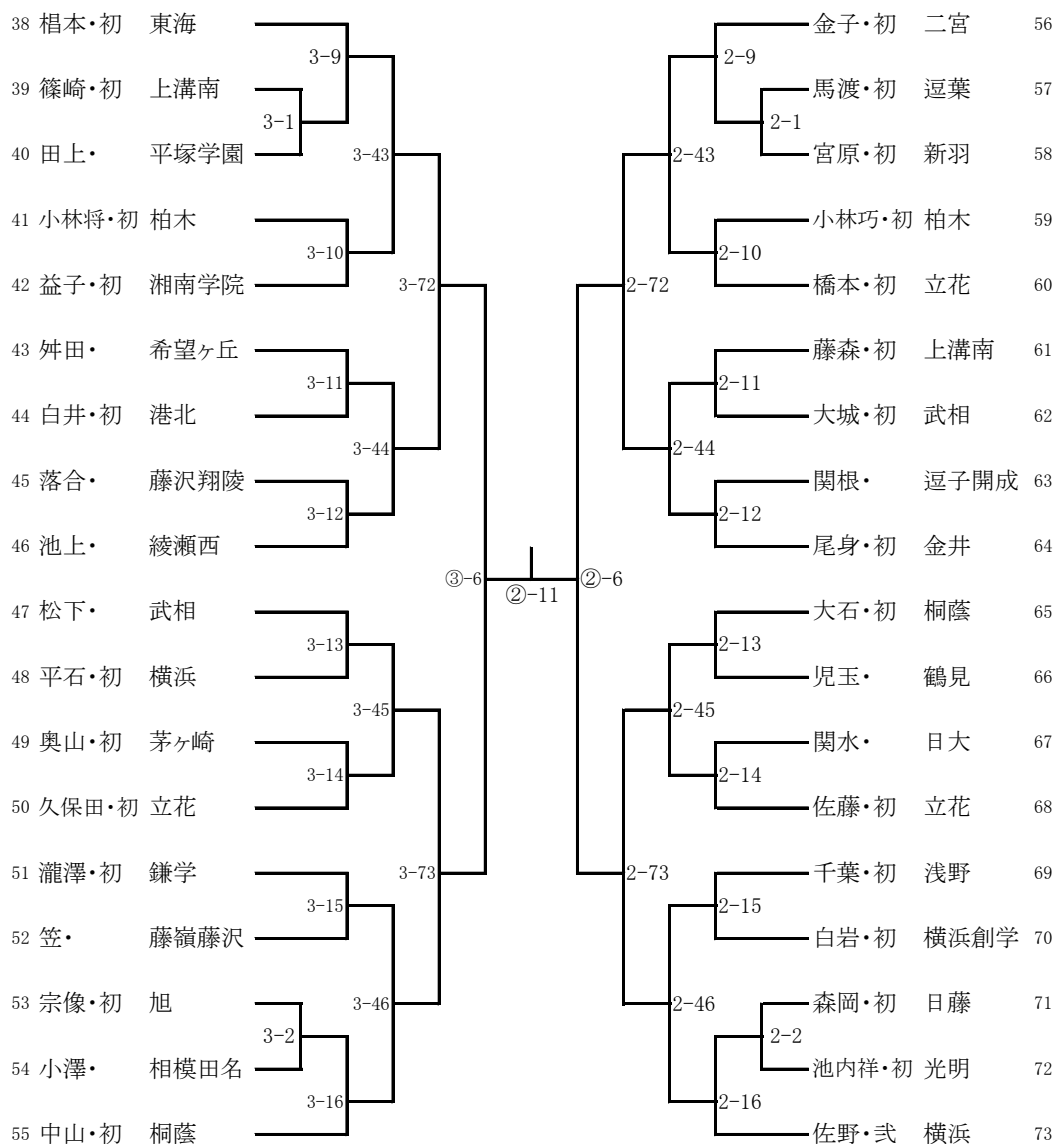 38 椙本・初 東海
3-9
39 篠崎・初 上溝南
3-1
40 田上・ 平塚学園
3-43
41 小林将・初 柏木
3-10
42 益子・初 湘南学院
3-72
43 舛田・ 希望ヶ丘
3-11
44 白井・初 港北
3-44
45 落合・ 藤沢翔陵
3-12
46 池上・ 綾瀬西
③-6
47 松下・ 武相
3-13
48 平石・初 横浜
3-45
49 奥山・初 茅ヶ崎
3-14
50 久保田・初 立花
3-73
51 瀧澤・初 鎌学
3-15
52 笠・ 藤嶺藤沢
53 宗像・初 旭
3-46
3-2
54 小澤・ 相模田名
3-16
55 中山・初 桐蔭
②-11
金子・初 二宮 56
2-9
馬渡・初 逗葉 57
2-1
宮原・初 新羽 58
2-43
小林巧・初 柏木 59
2-10
橋本・初 立花 60
2-72
藤森・初 上溝南 61
2-11
大城・初 武相 62
2-44
関根・ 逗子開成 63
2-12
尾身・初 金井 64
②-6
大石・初 桐蔭 65
2-13
児玉・ 鶴見 66
2-45
関水・ 日大 67
2-14
佐藤・初 立花 68
2-73
千葉・初 浅野 69
2-15
白岩・初 横浜創学 70
森岡・初 日藤 71
2-46
2-2
池内祥・初 光明 72
2-16
佐野・弐 横浜 73